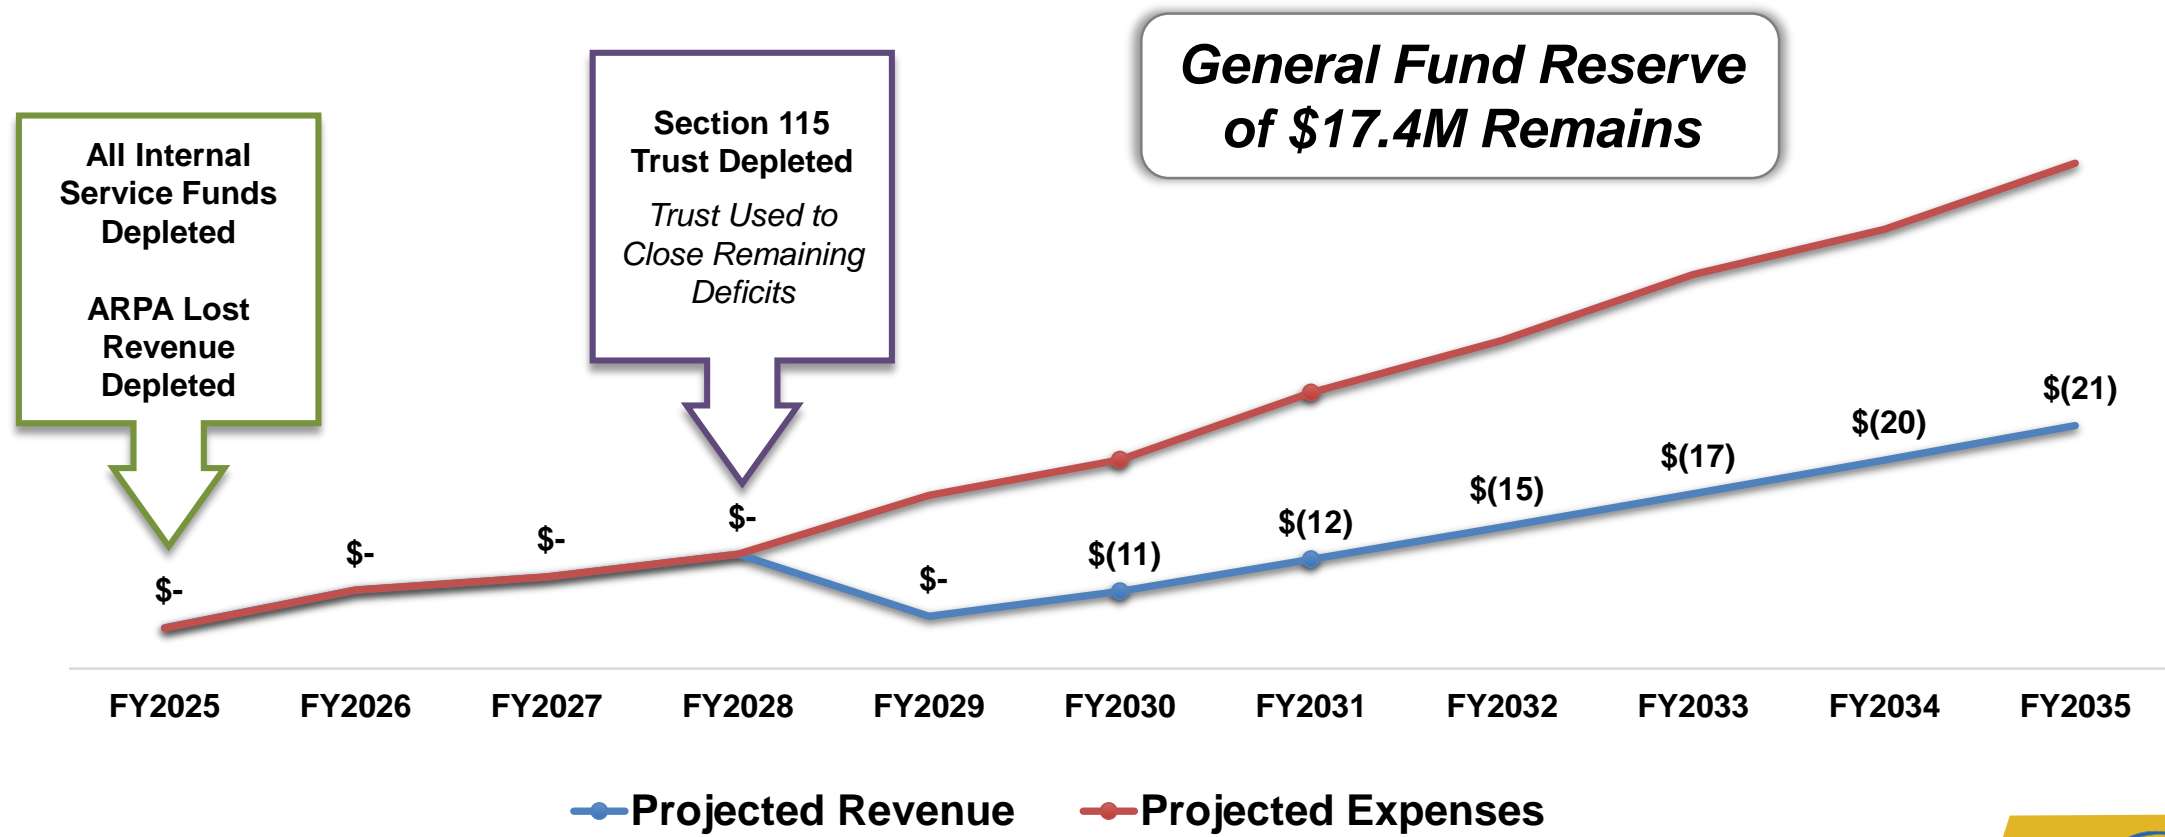 General Fund Reserve
of $17.4M Remains
All Internal
Service Funds
Depleted
ARPA Lost
Revenue
Depleted
Section 115
Trust Depleted
Trust Used to
Close Remaining
Deficits
$-
$-
$-
$-
$-
$(11)
$(12)
$(15)
$(17)
$(20)
$(21)
FY2025
FY2026
FY2027
FY2028
FY2029
FY2030
FY2031
FY2032
FY2033
FY2034
FY2035
Projected Revenue
Projected Expenses